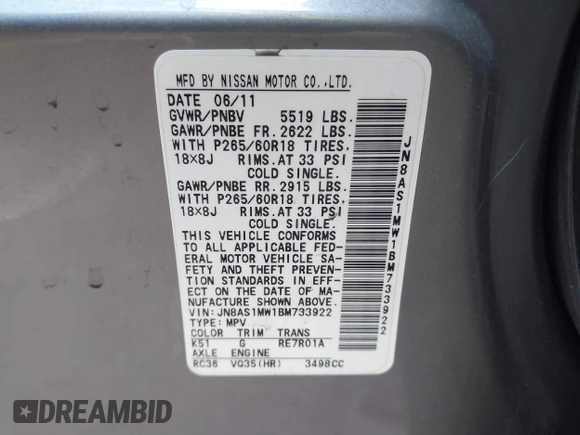 MFD BY NISSAN MOTOR CO.,LTD.
DATE 06/11
GVWR/PNBV 5519 LBS.
GAWR/PNBE FR. 2622 LBS.
WITH P265/60R18 TIRES,
18X8J RIMS.AT 33 PSI
COLD SINGLE.
GAWR/PNBE RR. 2915 LBS.
WITH P265/60R18 TIRES,
18X8J RIMS.AT 33 PSI
COLD SINGLE.
THIS VEHICLE CONFORMS
TO ALL APPLICABLE FED-
ERAL MOTOR VEHICLE SA-
FETY AND THEFT PREVEN-
TION STANDARDS IN EFF-
ECT ON THE DATE OF MA-
NUFACTURE SHOWN ABOVE.
VIN: JN8AS1MW1BM733922
TYPE: MPV
COLOR TRIM TRANS
K51 G RE7R01A
AXLE ENGINE
RC36 VQ35(HR) 3498CC
JN8AS1MW1BM733922
DREAMBID
DREAMBID.COM